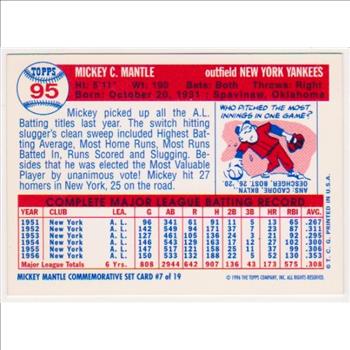 TOPPS
95
MICKEY C. MANTLE
outfield NEW YORK YANKEES
Ht: 5'11" Wt: 190 Bats: Both Throws: Right
Born: October 20, 1931 : Spavinaw, Oklahoma
Mickey picked up all the A.L.
Batting titles last year. The switch hitting
slugger's clean sweep included Highest Bat-
ting Average, Most Home Runs, Most Runs
Batted In, Runs Scored and Slugging. Be-
sides that he was elected the Most Valuable
Player by unanimous vote! Mickey hit 27
homers in New York, 25 on the road.
WHO PITCHED THE MOST
INNINGS IN ONE GAME?
COMPLETE MAJOR LEAGUE BATTING RECORD
YEAR CLUB LEA. G AB R H 2B 3B HR RBI AVG.
1951 New York A. L. 96 341 61 91 11 5 13 65 .267
1952 New York A. L. 142 549 94 171 37 7 23 87 .311
1953 New York A. L. 127 461 105 136 24 3 21 92 .295
1954 New York A. L. 146 543 129 163 17 12 27 102 .300
1955 New York A. L. 147 517 121 158 25 11 37 99 .306
1956 New York A. L. 150 533 132 188 22 5 52 130 .353
Major League Totals 6 Yrs. 808 2944 642 907 136 43 173 575 .308
© T. C. G. PRINTED IN U.S.A.
MICKEY MANTLE COMMEMORATIVE SET CARD #7 of 19
© 1996 THE TOPPS COMPANY, INC. ALL RIGHTS RESERVED.